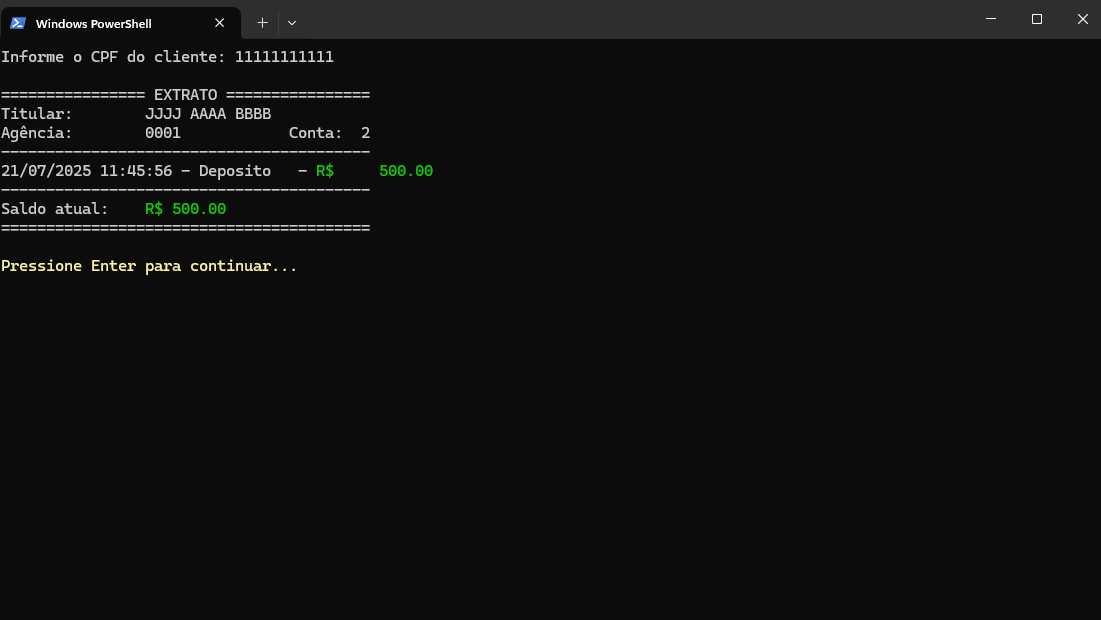 Windows PowerShell
Informe o CPF do cliente: 11111111111
================ EXTRATO ================
Titular:        JJJJ AAAA BBBB
Agência:        0001            Conta:  2
-----------------------------------------
21/07/2025 11:45:56 - Deposito   - R$     500.00
-----------------------------------------
Saldo atual:    R$ 500.00
=========================================
Pressione Enter para continuar...